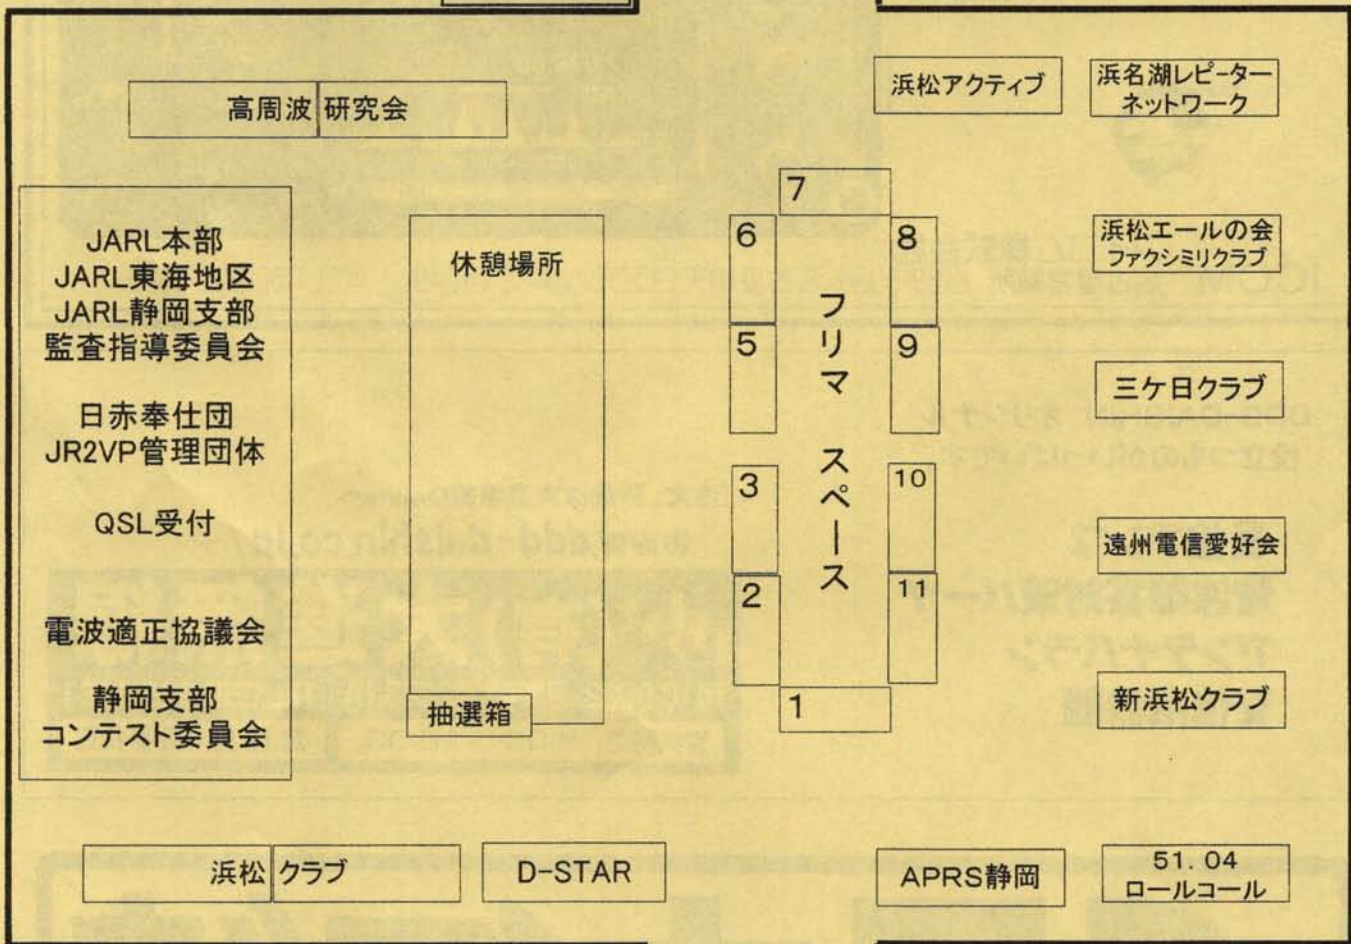 高周波研究会
浜松アクティブ
浜名湖レピーター
ネットワーク
JARL本部
JARL東海地区
JARL静岡支部
監査指導委員会
日赤奉仕団
JR2VP管理団体
QSL受付
電波適正協議会
静岡支部
コンテスト委員会
休憩場所
抽選箱
7
6
8
5
9
3
10
2
11
1
フリマ スペース
浜松エールの会
ファクシミリクラブ
三ケ日クラブ
遠州電信愛好会
新浜松クラブ
浜松クラブ
D-STAR
APRS静岡
51.04
ロールコール